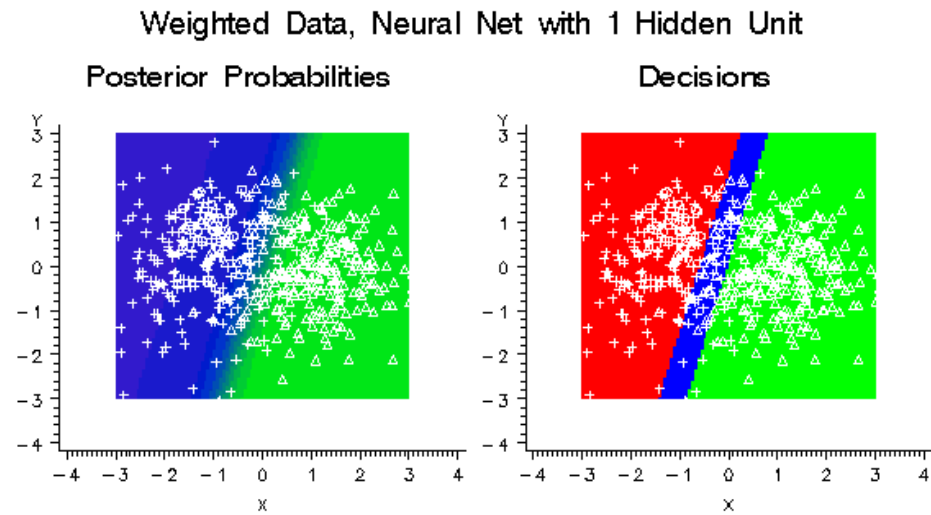 Weighted Data, Neural Net with 1 Hidden Unit
Posterior Probabilities
Decisions
Y
3
2
1
0
-1
-2
-3
-4
-4 -3 -2 -1 0 1 2 3 4
X
Y
3
2
1
0
-1
-2
-3
-4
-4 -3 -2 -1 0 1 2 3 4
X